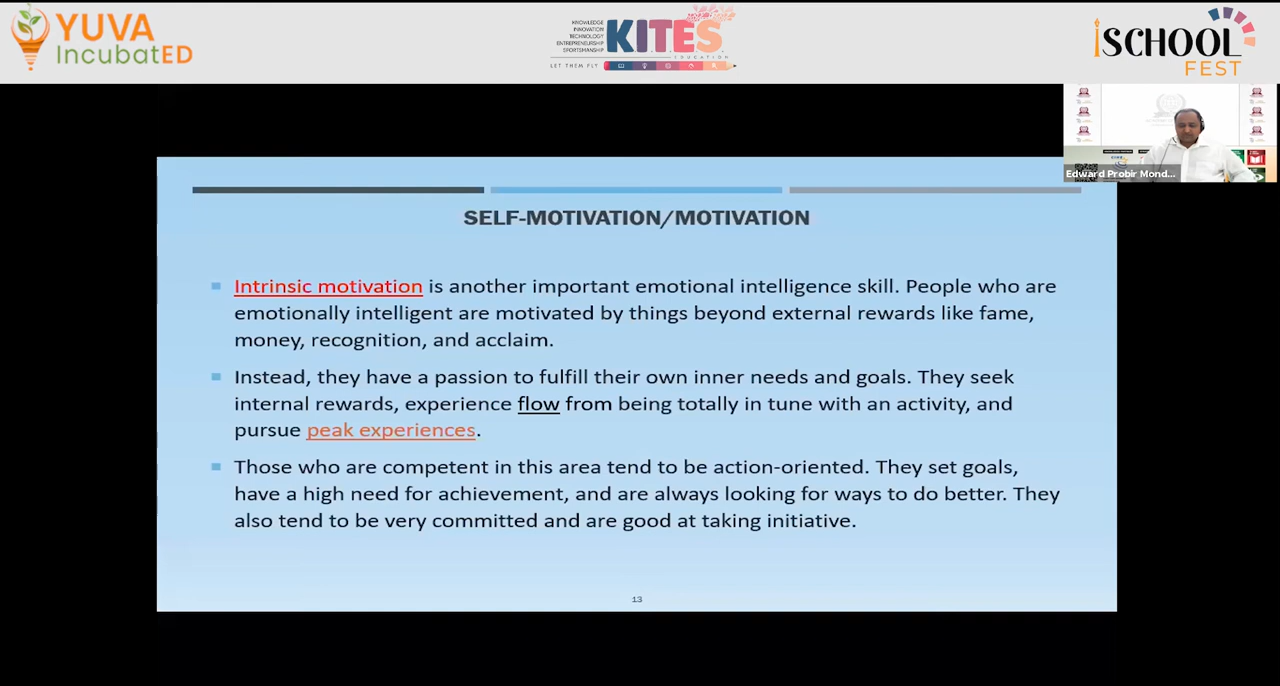 YUVA
IncubatED
KNOWLEDGE
INNOVATION
TECHNOLOGY
ENTREPRENEURSHIP
SPORTSMANSHIP
KITES
EDUCATION
LET THEM FLY
iSCHOOL
FEST
Edward Probir Mond...
SELF-MOTIVATION/MOTIVATION
Intrinsic motivation is another important emotional intelligence skill. People who are
emotionally intelligent are motivated by things beyond external rewards like fame,
money, recognition, and acclaim.
Instead, they have a passion to fulfill their own inner needs and goals. They seek
internal rewards, experience flow from being totally in tune with an activity, and
pursue peak experiences.
Those who are competent in this area tend to be action-oriented. They set goals,
have a high need for achievement, and are always looking for ways to do better. They
also tend to be very committed and are good at taking initiative.
13